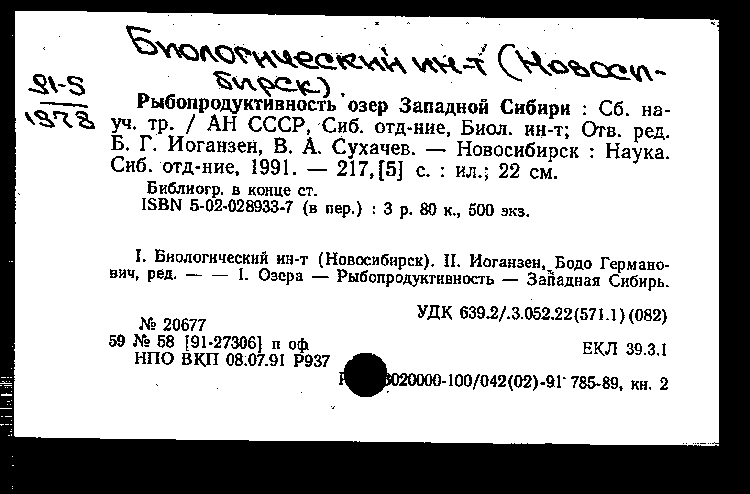 Биологический ин-т (Новоси-
бирск).
91-5
1878
Рыбопродуктивность озер Западной Сибири : Сб. на-
уч. тр. / АН СССР, Сиб. отд-ние, Биол. ин-т; Отв. ред.
Б. Г. Иоганзен, В. А. Сухачев. — Новосибирск : Наука.
Сиб. отд-ние, 1991. — 217,[5] с. : ил.; 22 см.
Библиогр. в конце ст.
ISBN 5-02-028933-7 (в пер.) : 3 р. 80 к., 500 экз.
I. Биологический ин-т (Новосибирск). II. Иоганзен, Бодо Германо-
вич, ред. — — 1. Озера — Рыбопродуктивность — Западная Сибирь.
УДК 639.2/.3.052.22(571.1)(082)
№ 20677
59 № 58 [91-27306] п оф
ЕКЛ 39.3.1
НПО ВКП 08.07.91 Р937
020000-100/042(02)-91 785-89, кн. 2